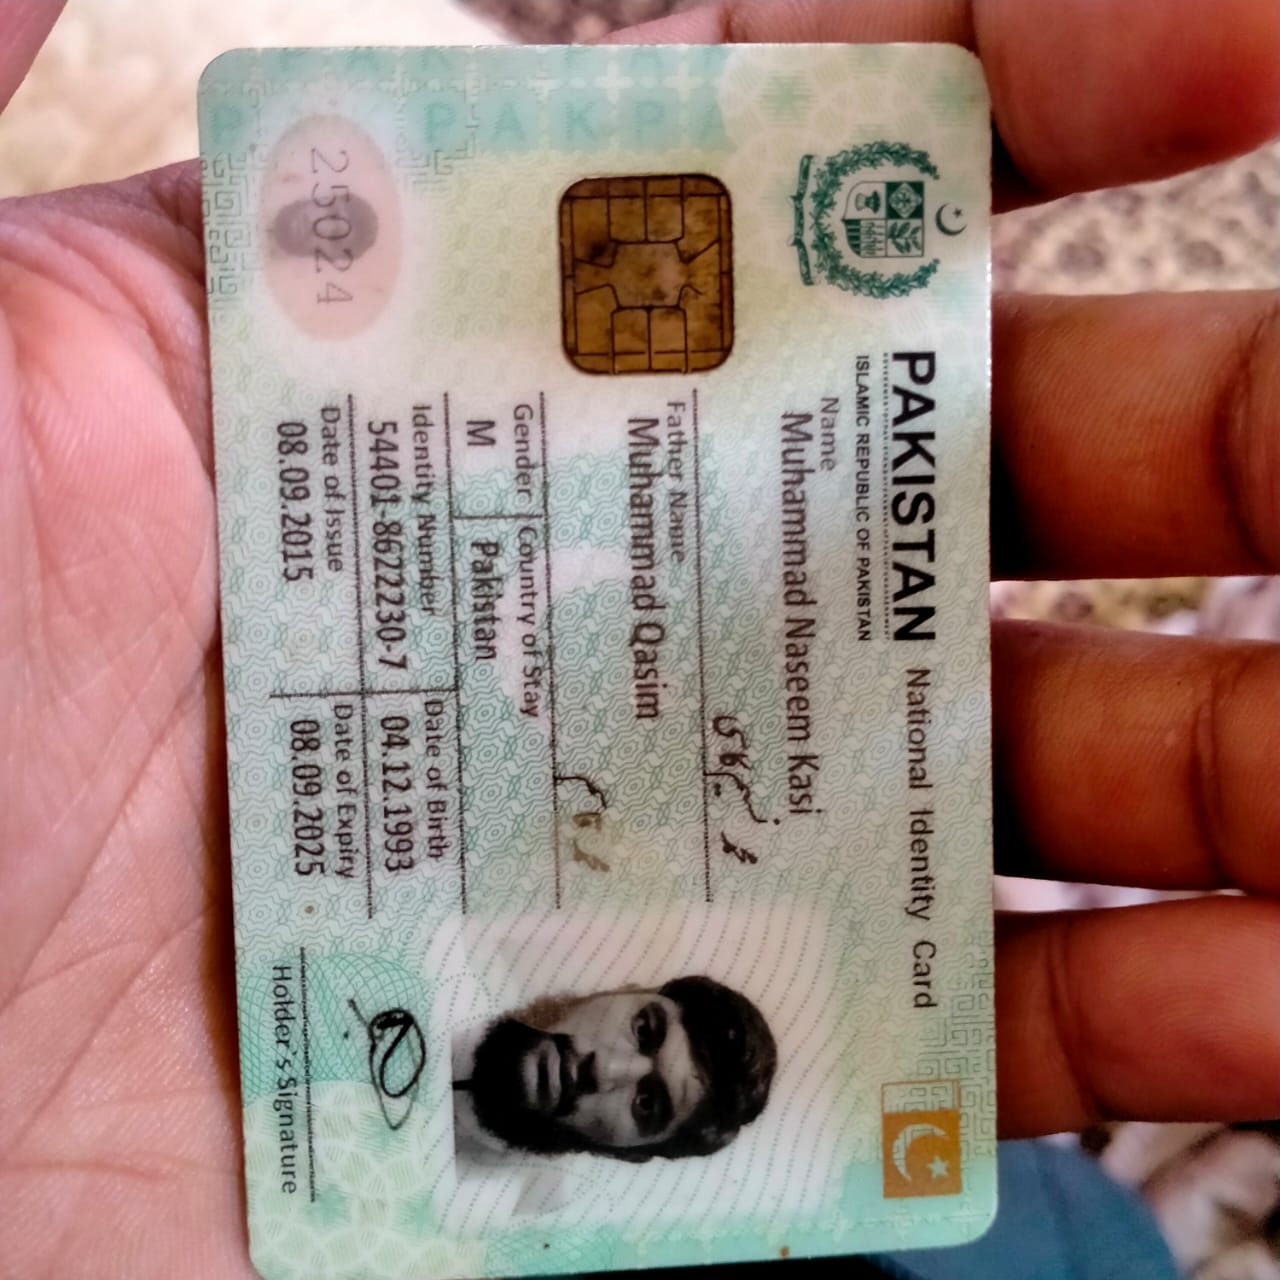 PAKISTAN National Identity Card
ISLAMIC REPUBLIC OF PAKISTAN
Name
Muhammad Naseem Kasi
محمد نسیم کاسی
Father Name
Muhammad Qasim
محمد قاسم
Gender Country of Stay
M Pakistan
Identity Number Date of Birth
54401-8622230-7 04.12.1993
Date of Issue Date of Expiry
08.09.2015 08.09.2025
25024
Holder's Signature